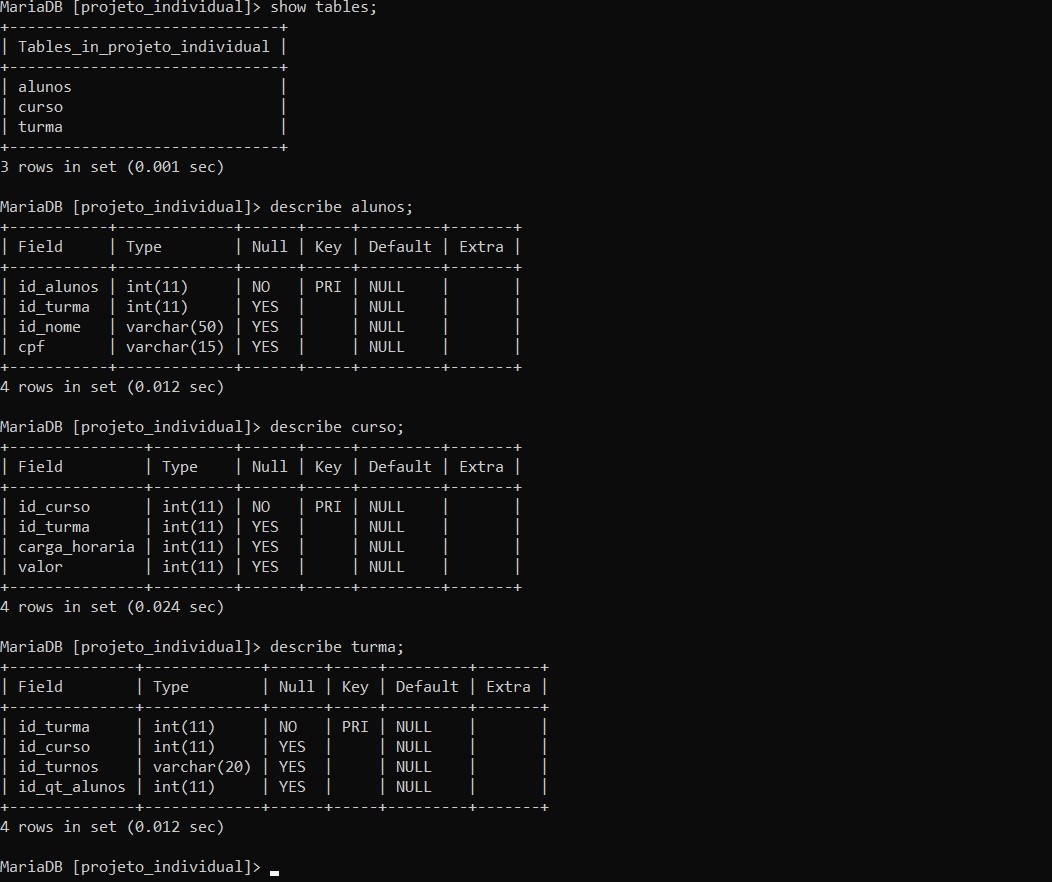 MariaDB [projeto_individual]> show tables;
+------------------------------+
| Tables_in_projeto_individual |
+------------------------------+
| alunos                       |
| curso                        |
| turma                        |
+------------------------------+
3 rows in set (0.001 sec)

MariaDB [projeto_individual]> describe alunos;
+-----------+-------------+------+-----+---------+-------+
| Field     | Type        | Null | Key | Default | Extra |
+-----------+-------------+------+-----+---------+-------+
| id_alunos | int(11)     | NO   | PRI | NULL    |       |
| id_turma  | int(11)     | YES  |     | NULL    |       |
| id_nome   | varchar(50) | YES  |     | NULL    |       |
| cpf       | varchar(15) | YES  |     | NULL    |       |
+-----------+-------------+------+-----+---------+-------+
4 rows in set (0.012 sec)

MariaDB [projeto_individual]> describe curso;
+---------------+---------+------+-----+---------+-------+
| Field         | Type    | Null | Key | Default | Extra |
+---------------+---------+------+-----+---------+-------+
| id_curso      | int(11) | NO   | PRI | NULL    |       |
| id_turma      | int(11) | YES  |     | NULL    |       |
| carga_horaria | int(11) | YES  |     | NULL    |       |
| valor         | int(11) | YES  |     | NULL    |       |
+---------------+---------+------+-----+---------+-------+
4 rows in set (0.024 sec)

MariaDB [projeto_individual]> describe turma;
+--------------+-------------+------+-----+---------+-------+
| Field        | Type        | Null | Key | Default | Extra |
+--------------+-------------+------+-----+---------+-------+
| id_turma     | int(11)     | NO   | PRI | NULL    |       |
| id_curso     | int(11)     | YES  |     | NULL    |       |
| id_turnos    | varchar(20) | YES  |     | NULL    |       |
| id_qt_alunos | int(11)     | YES  |     | NULL    |       |
+--------------+-------------+------+-----+---------+-------+
4 rows in set (0.012 sec)

MariaDB [projeto_individual]>